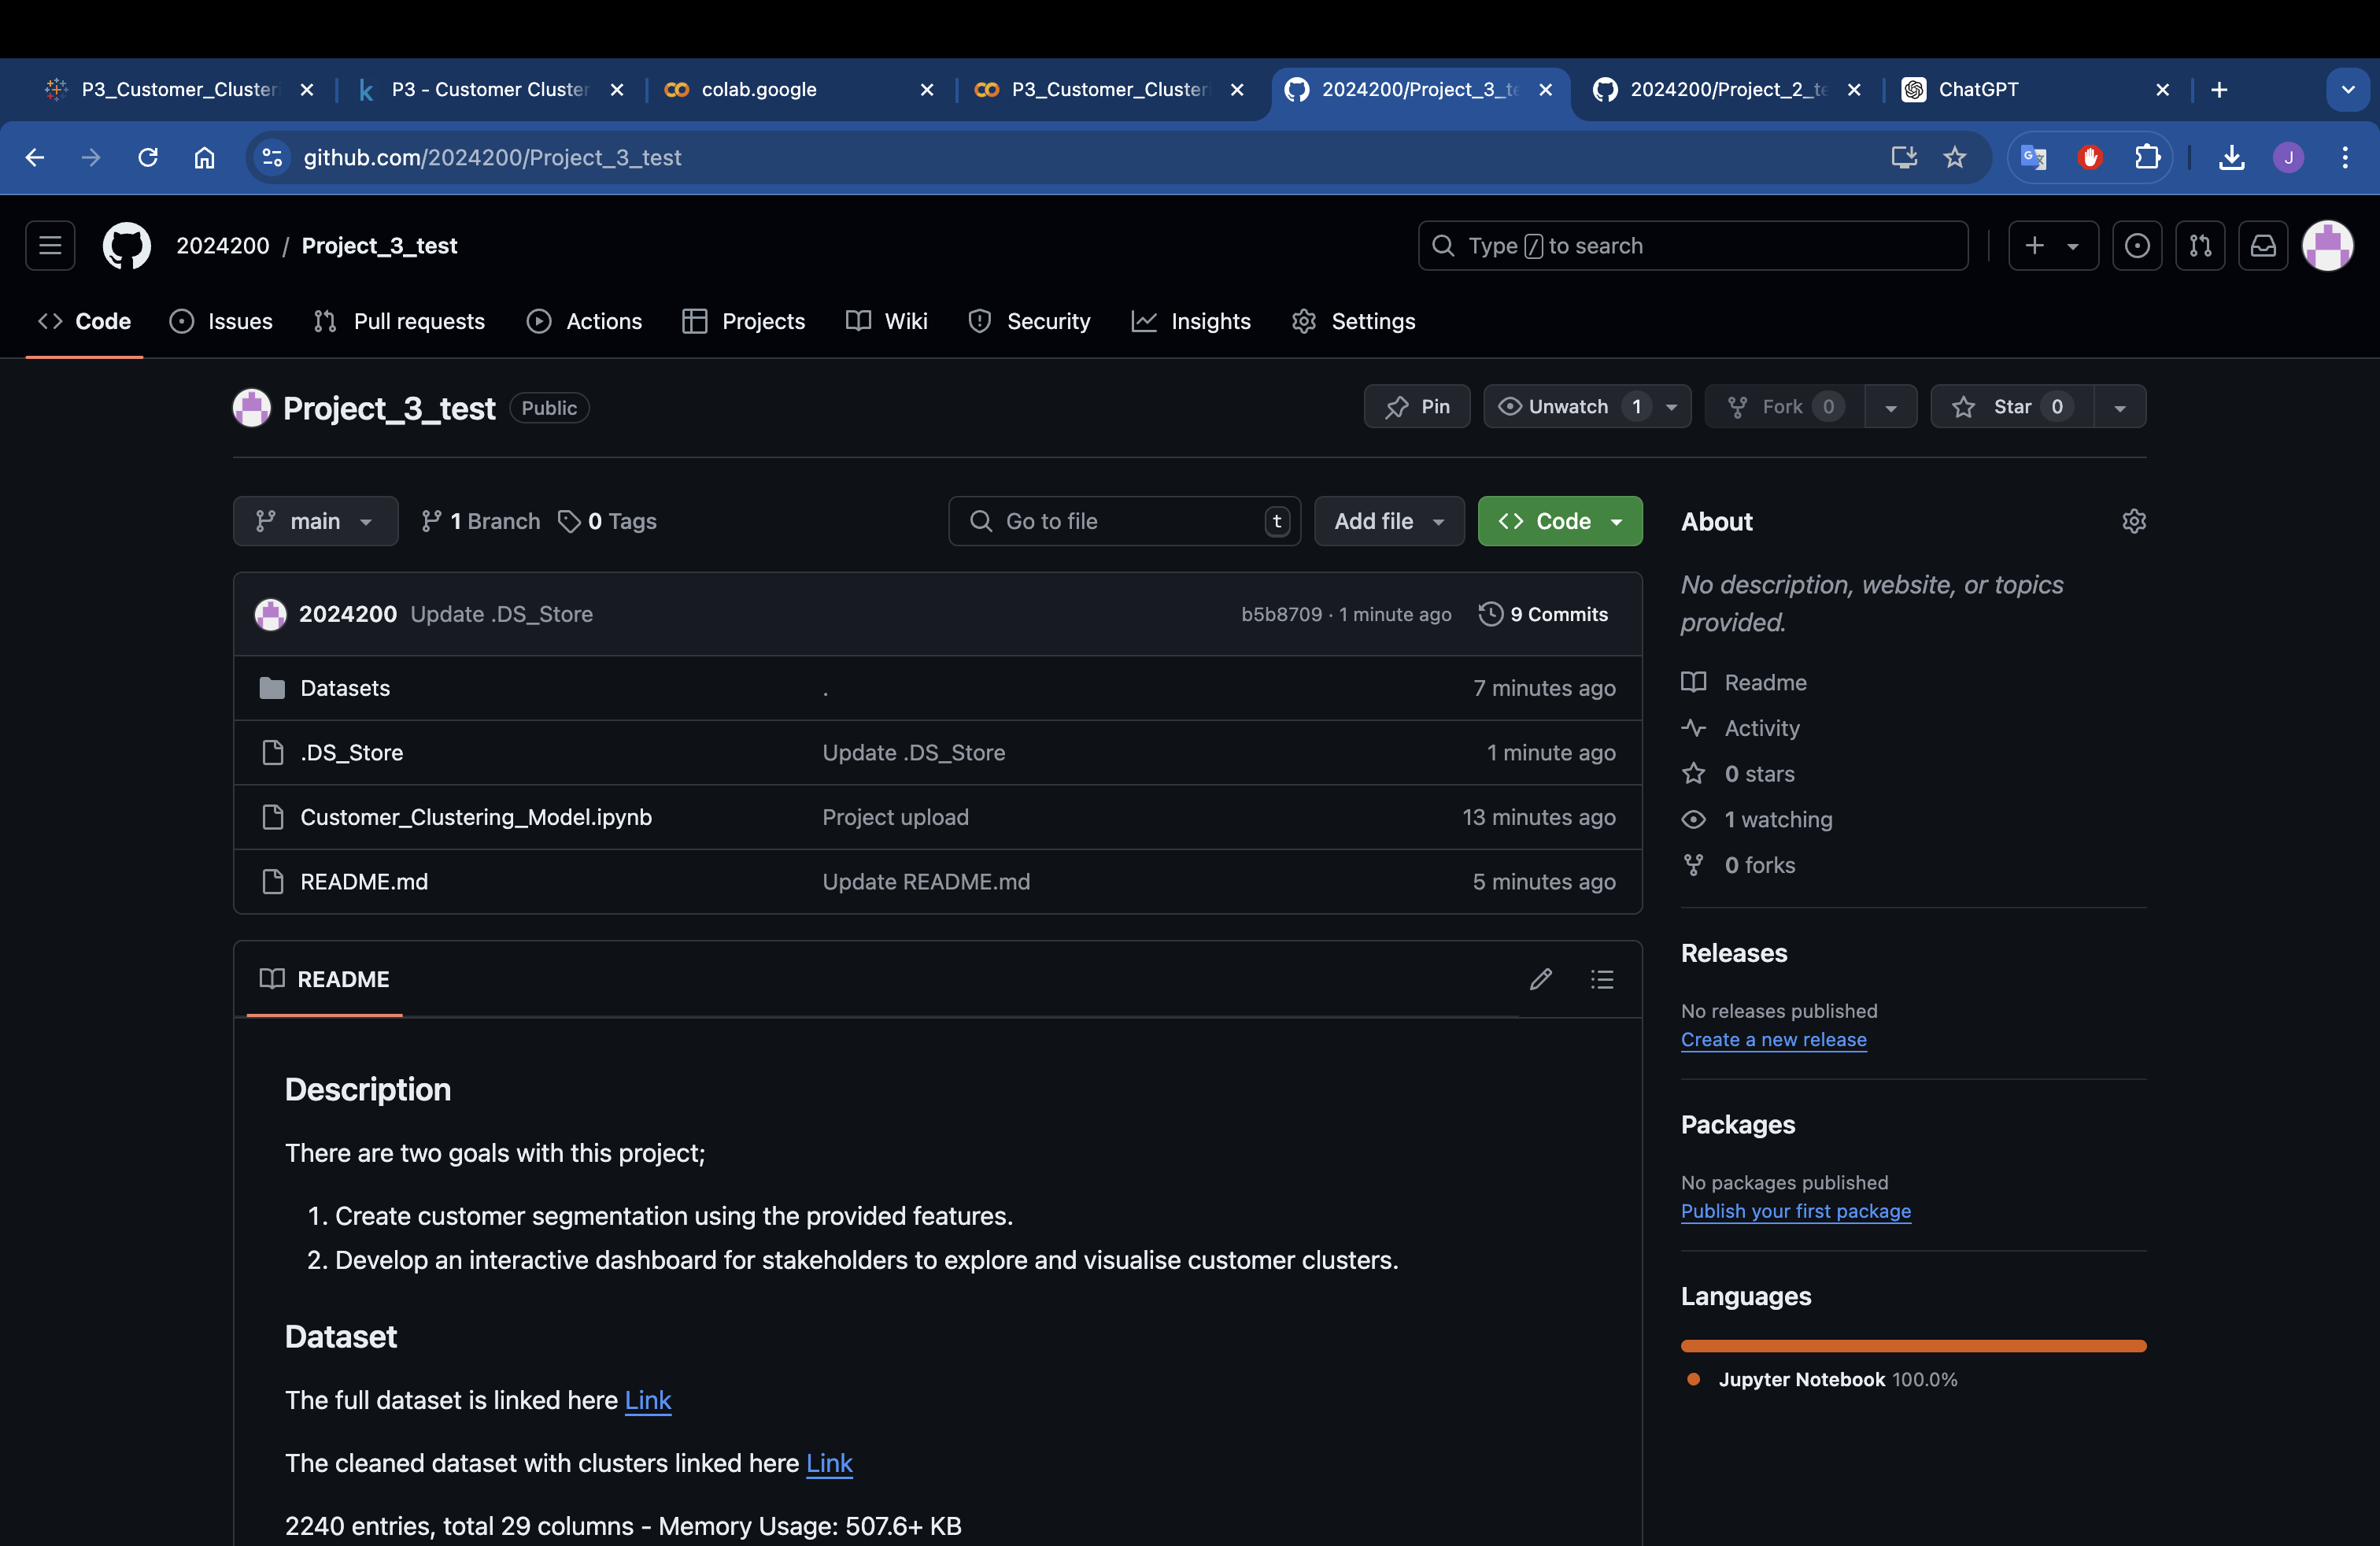 P3_Customer_Clusteri
P3 - Customer Cluster
colab.google
P3_Customer_Clusteri
2024200/Project_3_te
2024200/Project_2_te
ChatGPT
github.com/2024200/Project_3_test
J
2024200 / Project_3_test
Type / to search
Code
Issues
Pull requests
Actions
Projects
Wiki
Security
Insights
Settings
Project_3_test Public
Pin
Unwatch 1
Fork 0
Star 0
main
1 Branch
0 Tags
Go to file t
Add file
Code
2024200 Update .DS_Store b5b8709 · 1 minute ago 9 Commits
Datasets . 7 minutes ago
.DS_Store Update .DS_Store 1 minute ago
Customer_Clustering_Model.ipynb Project upload 13 minutes ago
README.md Update README.md 5 minutes ago
README
Description
There are two goals with this project;
1. Create customer segmentation using the provided features.
2. Develop an interactive dashboard for stakeholders to explore and visualise customer clusters.
Dataset
The full dataset is linked here Link
The cleaned dataset with clusters linked here Link
2240 entries, total 29 columns - Memory Usage: 507.6+ KB
About
No description, website, or topics
provided.
Readme
Activity
0 stars
1 watching
0 forks
Releases
No releases published
Create a new release
Packages
No packages published
Publish your first package
Languages
Jupyter Notebook 100.0%